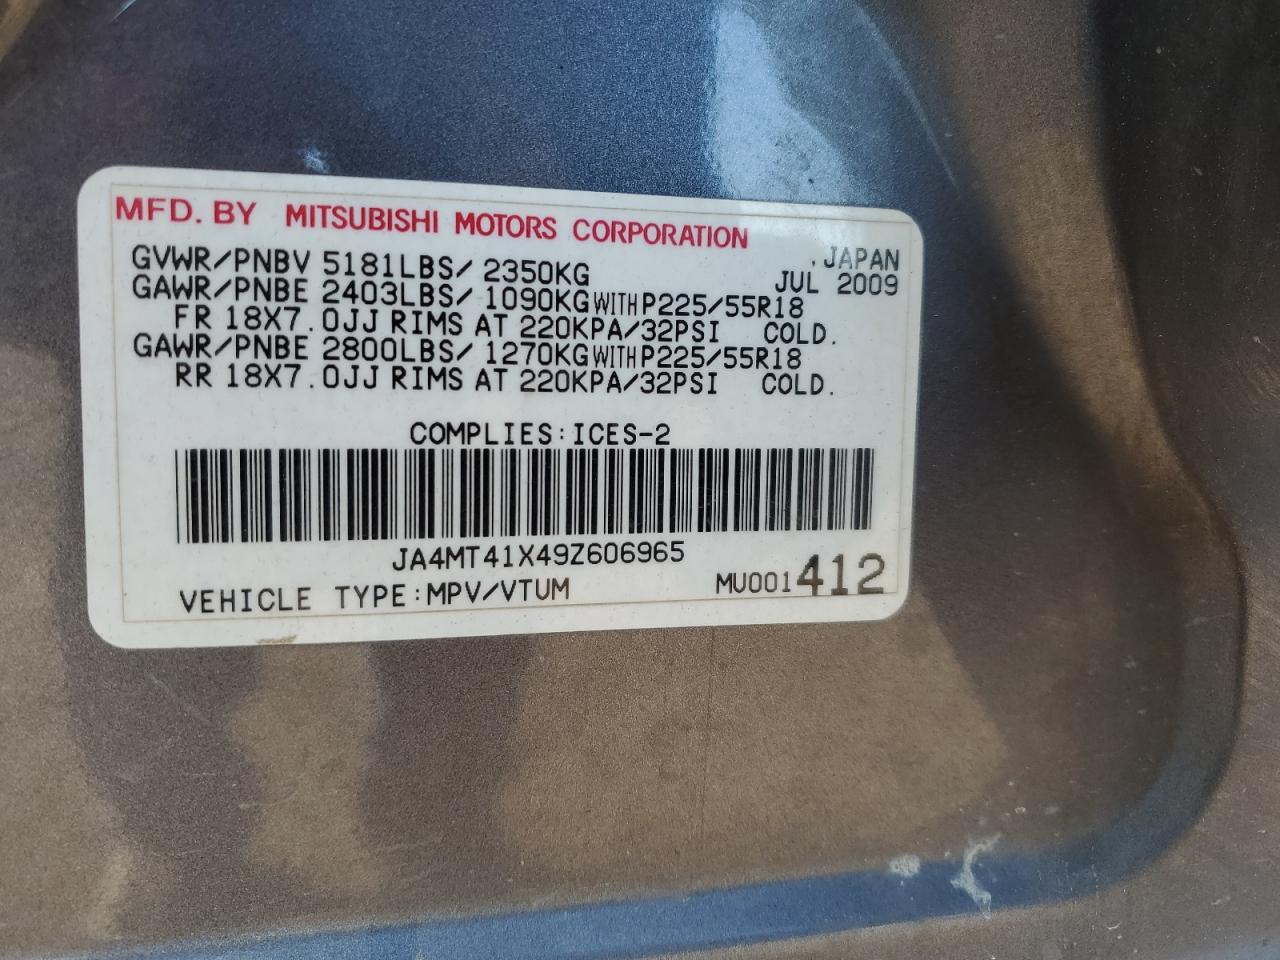 MFD. BY MITSUBISHI MOTORS CORPORATION
GVWR/PNBV 5181LBS/ 2350KG JAPAN
JUL 2009
GAWR/PNBE 2403LBS/ 1090KG WITH P225/55R18
FR 18X7.0JJ RIMS AT 220KPA/32PSI COLD.
GAWR/PNBE 2800LBS/ 1270KG WITH P225/55R18
RR 18X7.0JJ RIMS AT 220KPA/32PSI COLD.
COMPLIES:ICES-2
JA4MT41X49Z606965
VEHICLE TYPE:MPV/VTUM MU001412